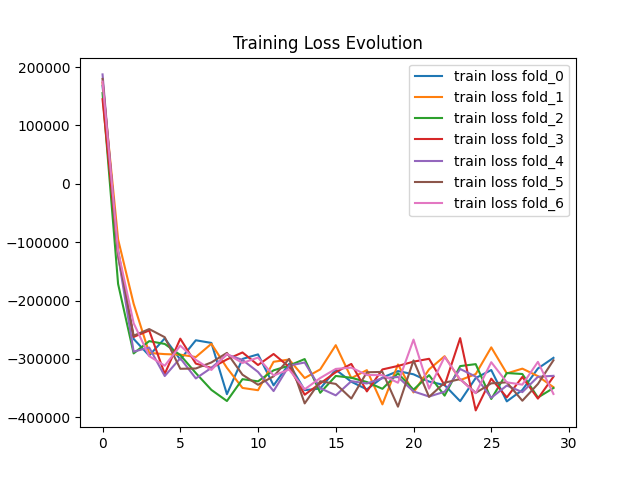 Training Loss Evolution
200000
100000
0
−100000
−200000
−300000
−400000
0 5 10 15 20 25 30
train loss fold_0
train loss fold_1
train loss fold_2
train loss fold_3
train loss fold_4
train loss fold_5
train loss fold_6